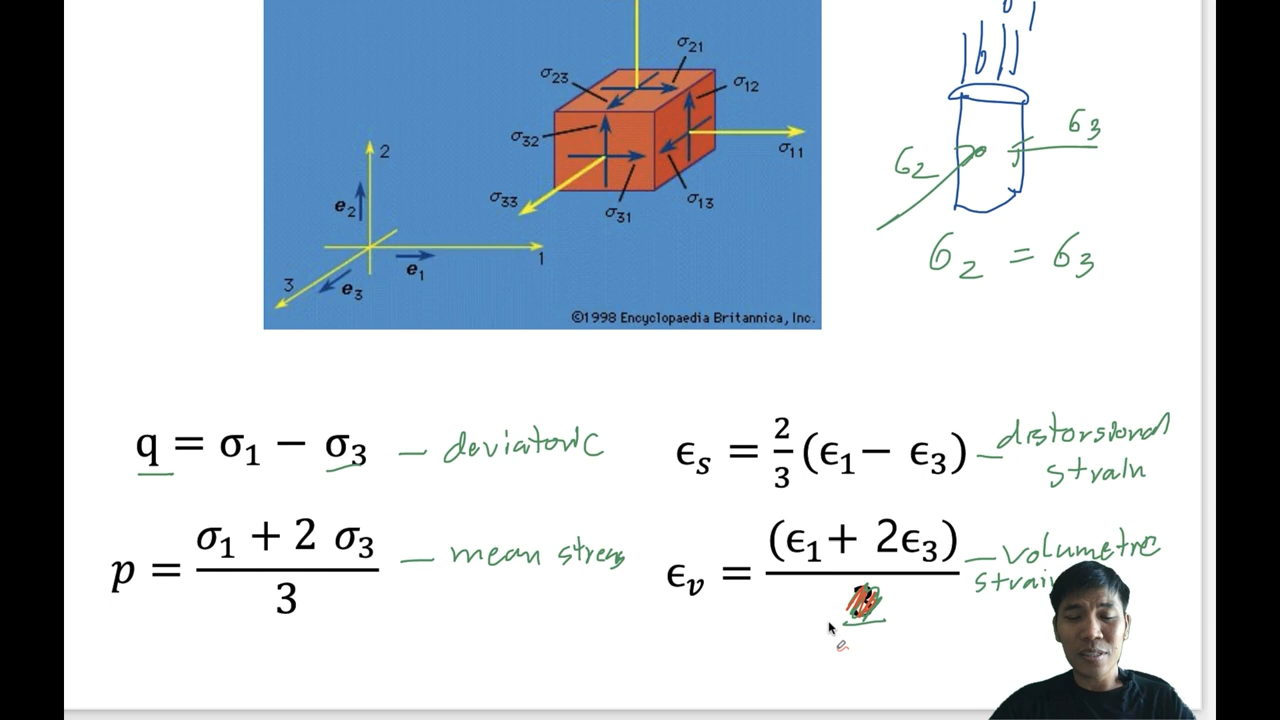 σ21
σ23
σ12
σ32
σ11
σ33
σ31
σ13
2
e2
1
e1
3
e3
©1998 Encyclopaedia Britannica, Inc.
σ3
σ2
σ2 = σ3
q = σ1 − σ3 — deviatoric
ϵs = 2/3 (ϵ1− ϵ3) — distorsional
strain
p = σ1 + 2 σ3 / 3 — mean stress
ϵv = (ϵ1+ 2ϵ3) — volumetric